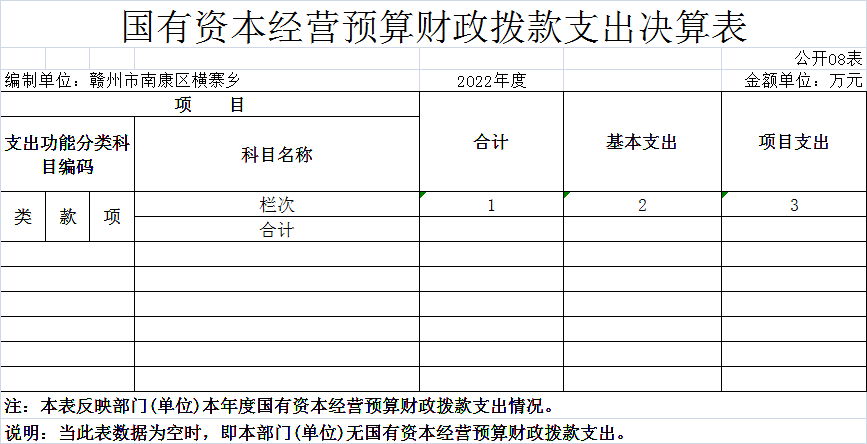 国有资本经营预算财政拨款支出决算表
公开08表
编制单位：赣州市南康区横寨乡 2022年度 金额单位：万元
项 目 合计 基本支出 项目支出
支出功能分类科目编码 科目名称
类 款 项 栏次 1 2 3
合计
注：本表反映部门(单位)本年度国有资本经营预算财政拨款支出情况。
说明：当此表数据为空时，即本部门(单位)无国有资本经营预算财政拨款支出。